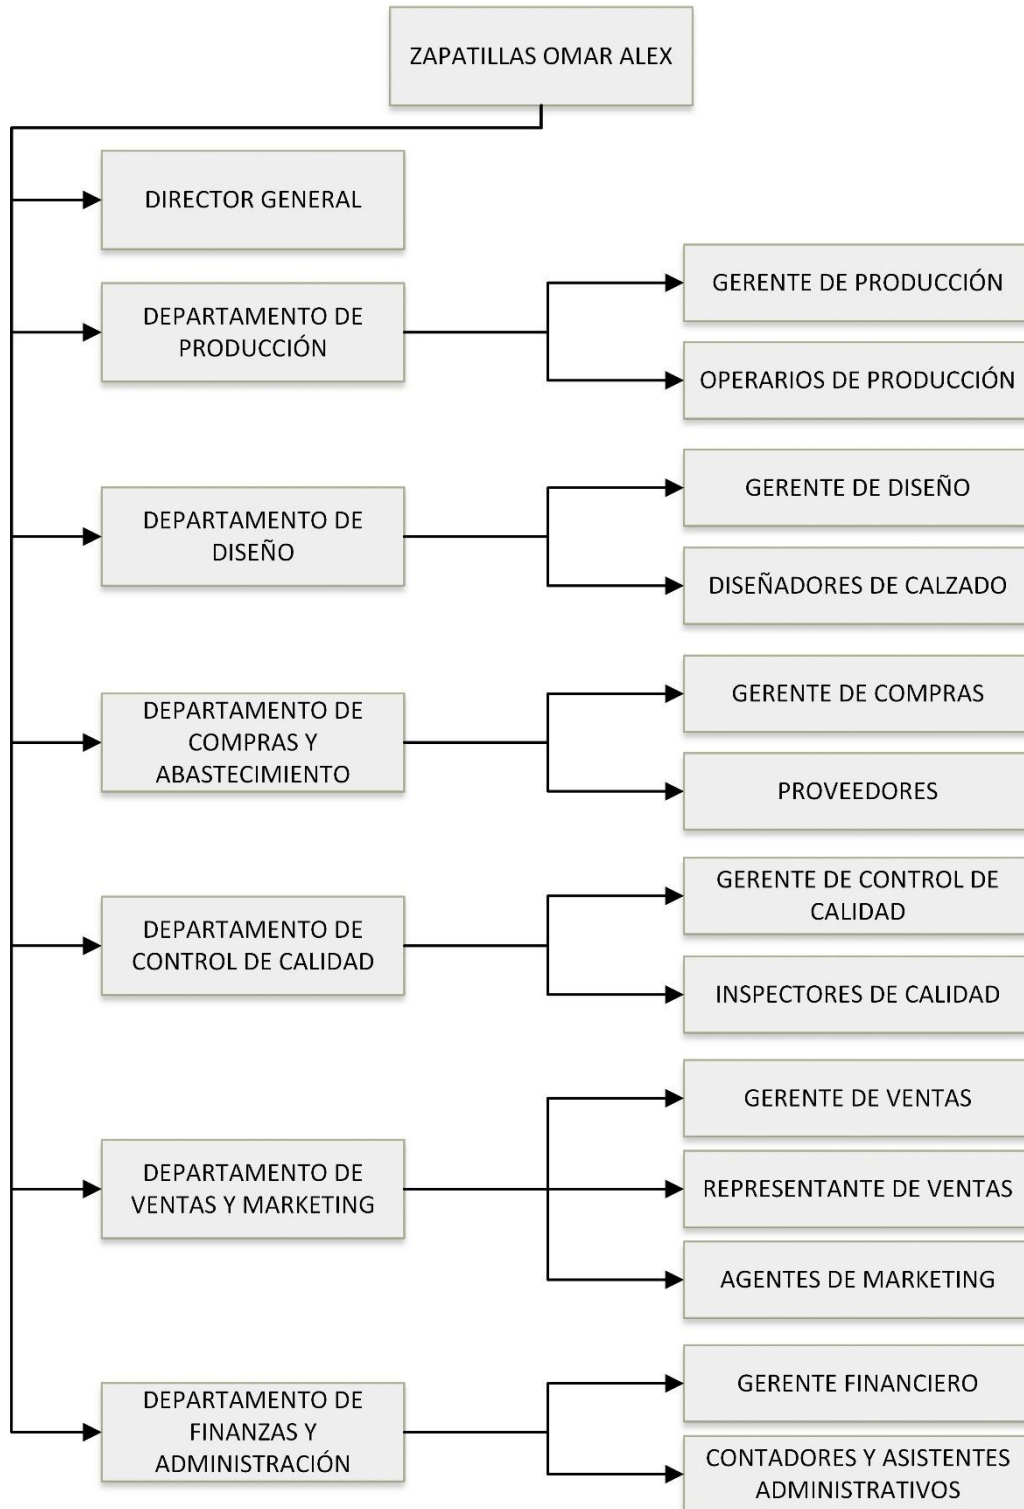 ZAPATILLAS OMAR ALEX
DIRECTOR GENERAL
DEPARTAMENTO DE
PRODUCCIÓN
GERENTE DE PRODUCCIÓN
OPERARIOS DE PRODUCCIÓN
DEPARTAMENTO DE
DISEÑO
GERENTE DE DISEÑO
DISEÑADORES DE CALZADO
DEPARTAMENTO DE
COMPRAS Y
ABASTECIMIENTO
GERENTE DE COMPRAS
PROVEEDORES
DEPARTAMENTO DE
CONTROL DE CALIDAD
GERENTE DE CONTROL DE
CALIDAD
INSPECTORES DE CALIDAD
DEPARTAMENTO DE
VENTAS Y MARKETING
GERENTE DE VENTAS
REPRESENTANTE DE VENTAS
AGENTES DE MARKETING
DEPARTAMENTO DE
FINANZAS Y
ADMINISTRACIÓN
GERENTE FINANCIERO
CONTADORES Y ASISTENTES
ADMINISTRATIVOS